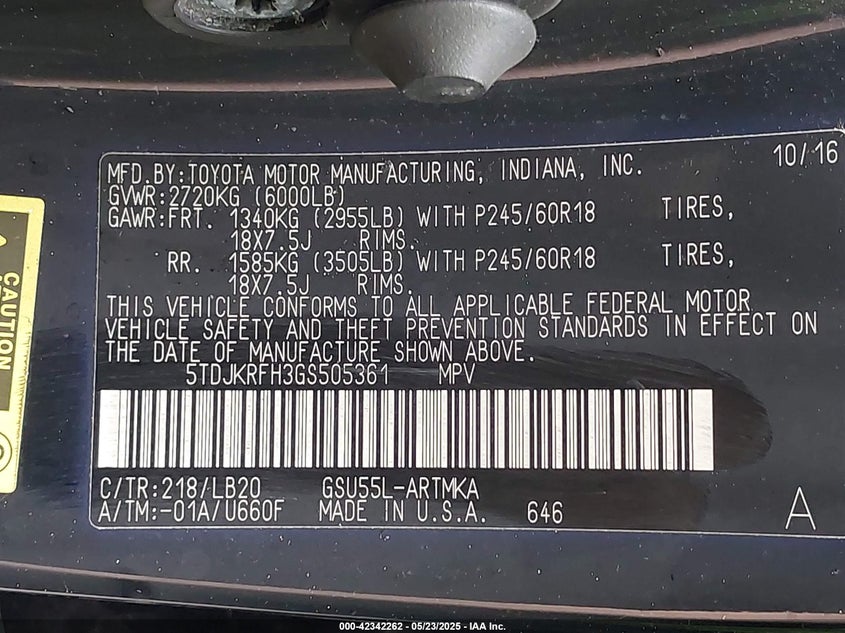 MFD. BY: TOYOTA MOTOR MANUFACTURING, INDIANA, INC. 10/16
GVWR: 2720KG (6000LB)
GAWR: FRT. 1340KG (2955LB) WITH P245/60R18 TIRES,
18X7.5J RIMS.
RR. 1585KG (3505LB) WITH P245/60R18 TIRES,
18X7.5J RIMS.
THIS VEHICLE CONFORMS TO ALL APPLICABLE FEDERAL MOTOR
VEHICLE SAFETY AND THEFT PREVENTION STANDARDS IN EFFECT ON
THE DATE OF MANUFACTURE SHOWN ABOVE.
5TDJKRFH3GS505361 MPV
C/TR: 218/LB20 GSU55L-ARTMKA
A/TM: -01A/U660F MADE IN U.S.A. 646 A
CAUTION
000-42342262 - 05/23/2025 - IAA Inc.